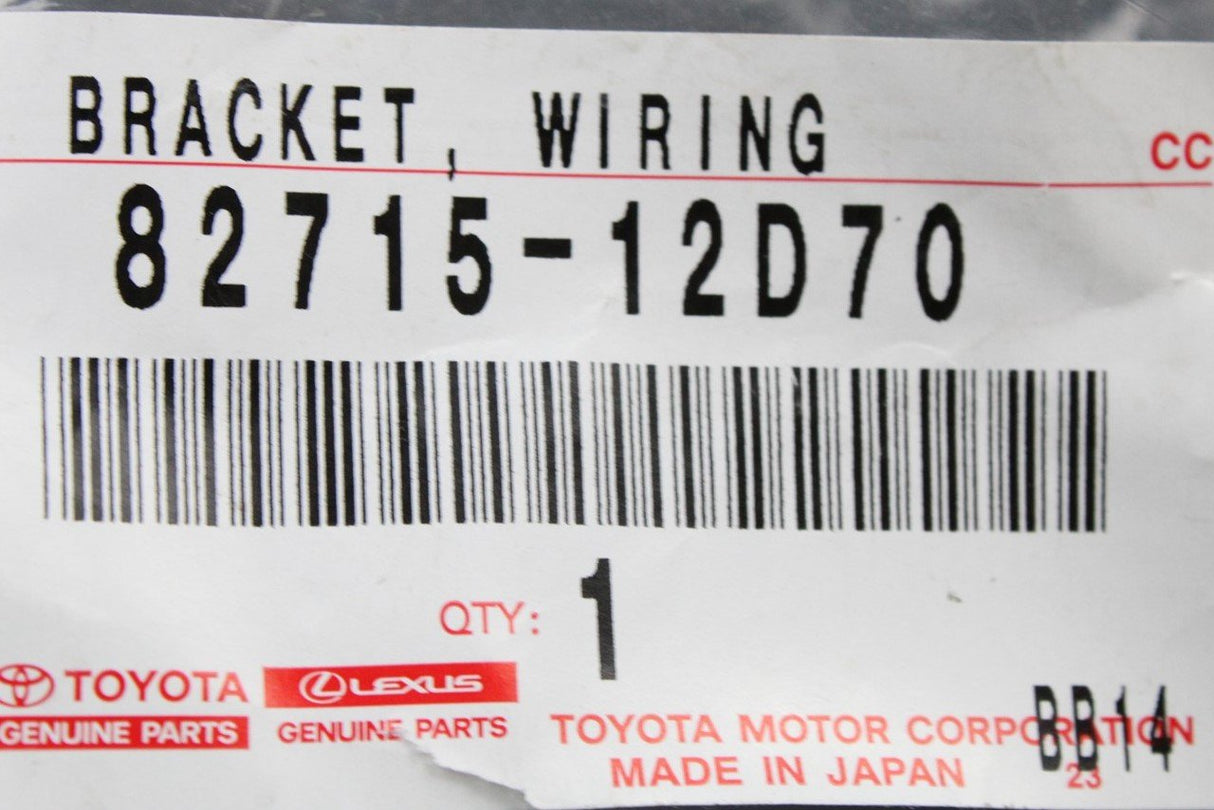 BRACKET, WIRING
CC
82715-12D70
QTY: 1
TOYOTA
GENUINE PARTS
LEXUS
GENUINE PARTS
TOYOTA MOTOR CORPORATION
MADE IN JAPAN
BB14
23